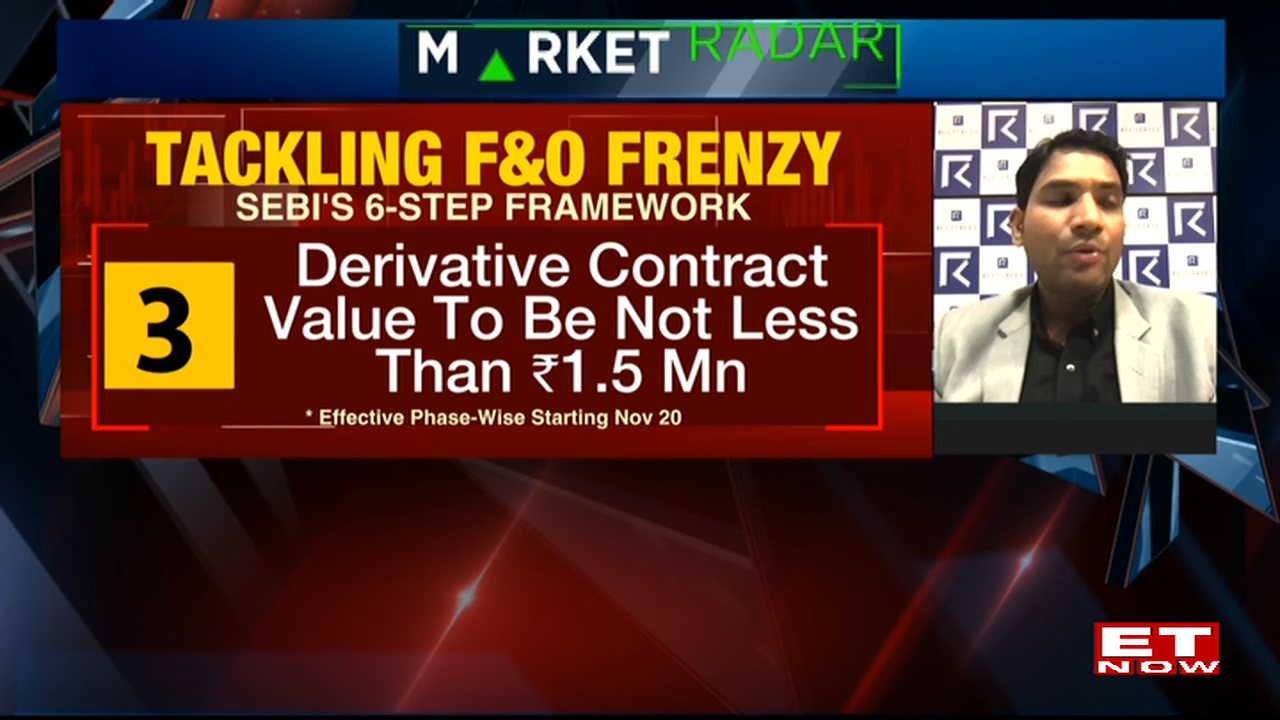 M▲RKET RADAR
TACKLING F&O FRENZY
SEBI'S 6-STEP FRAMEWORK
3
Derivative Contract
Value To Be Not Less
Than ₹1.5 Mn
* Effective Phase-Wise Starting Nov 20
ET
NOW